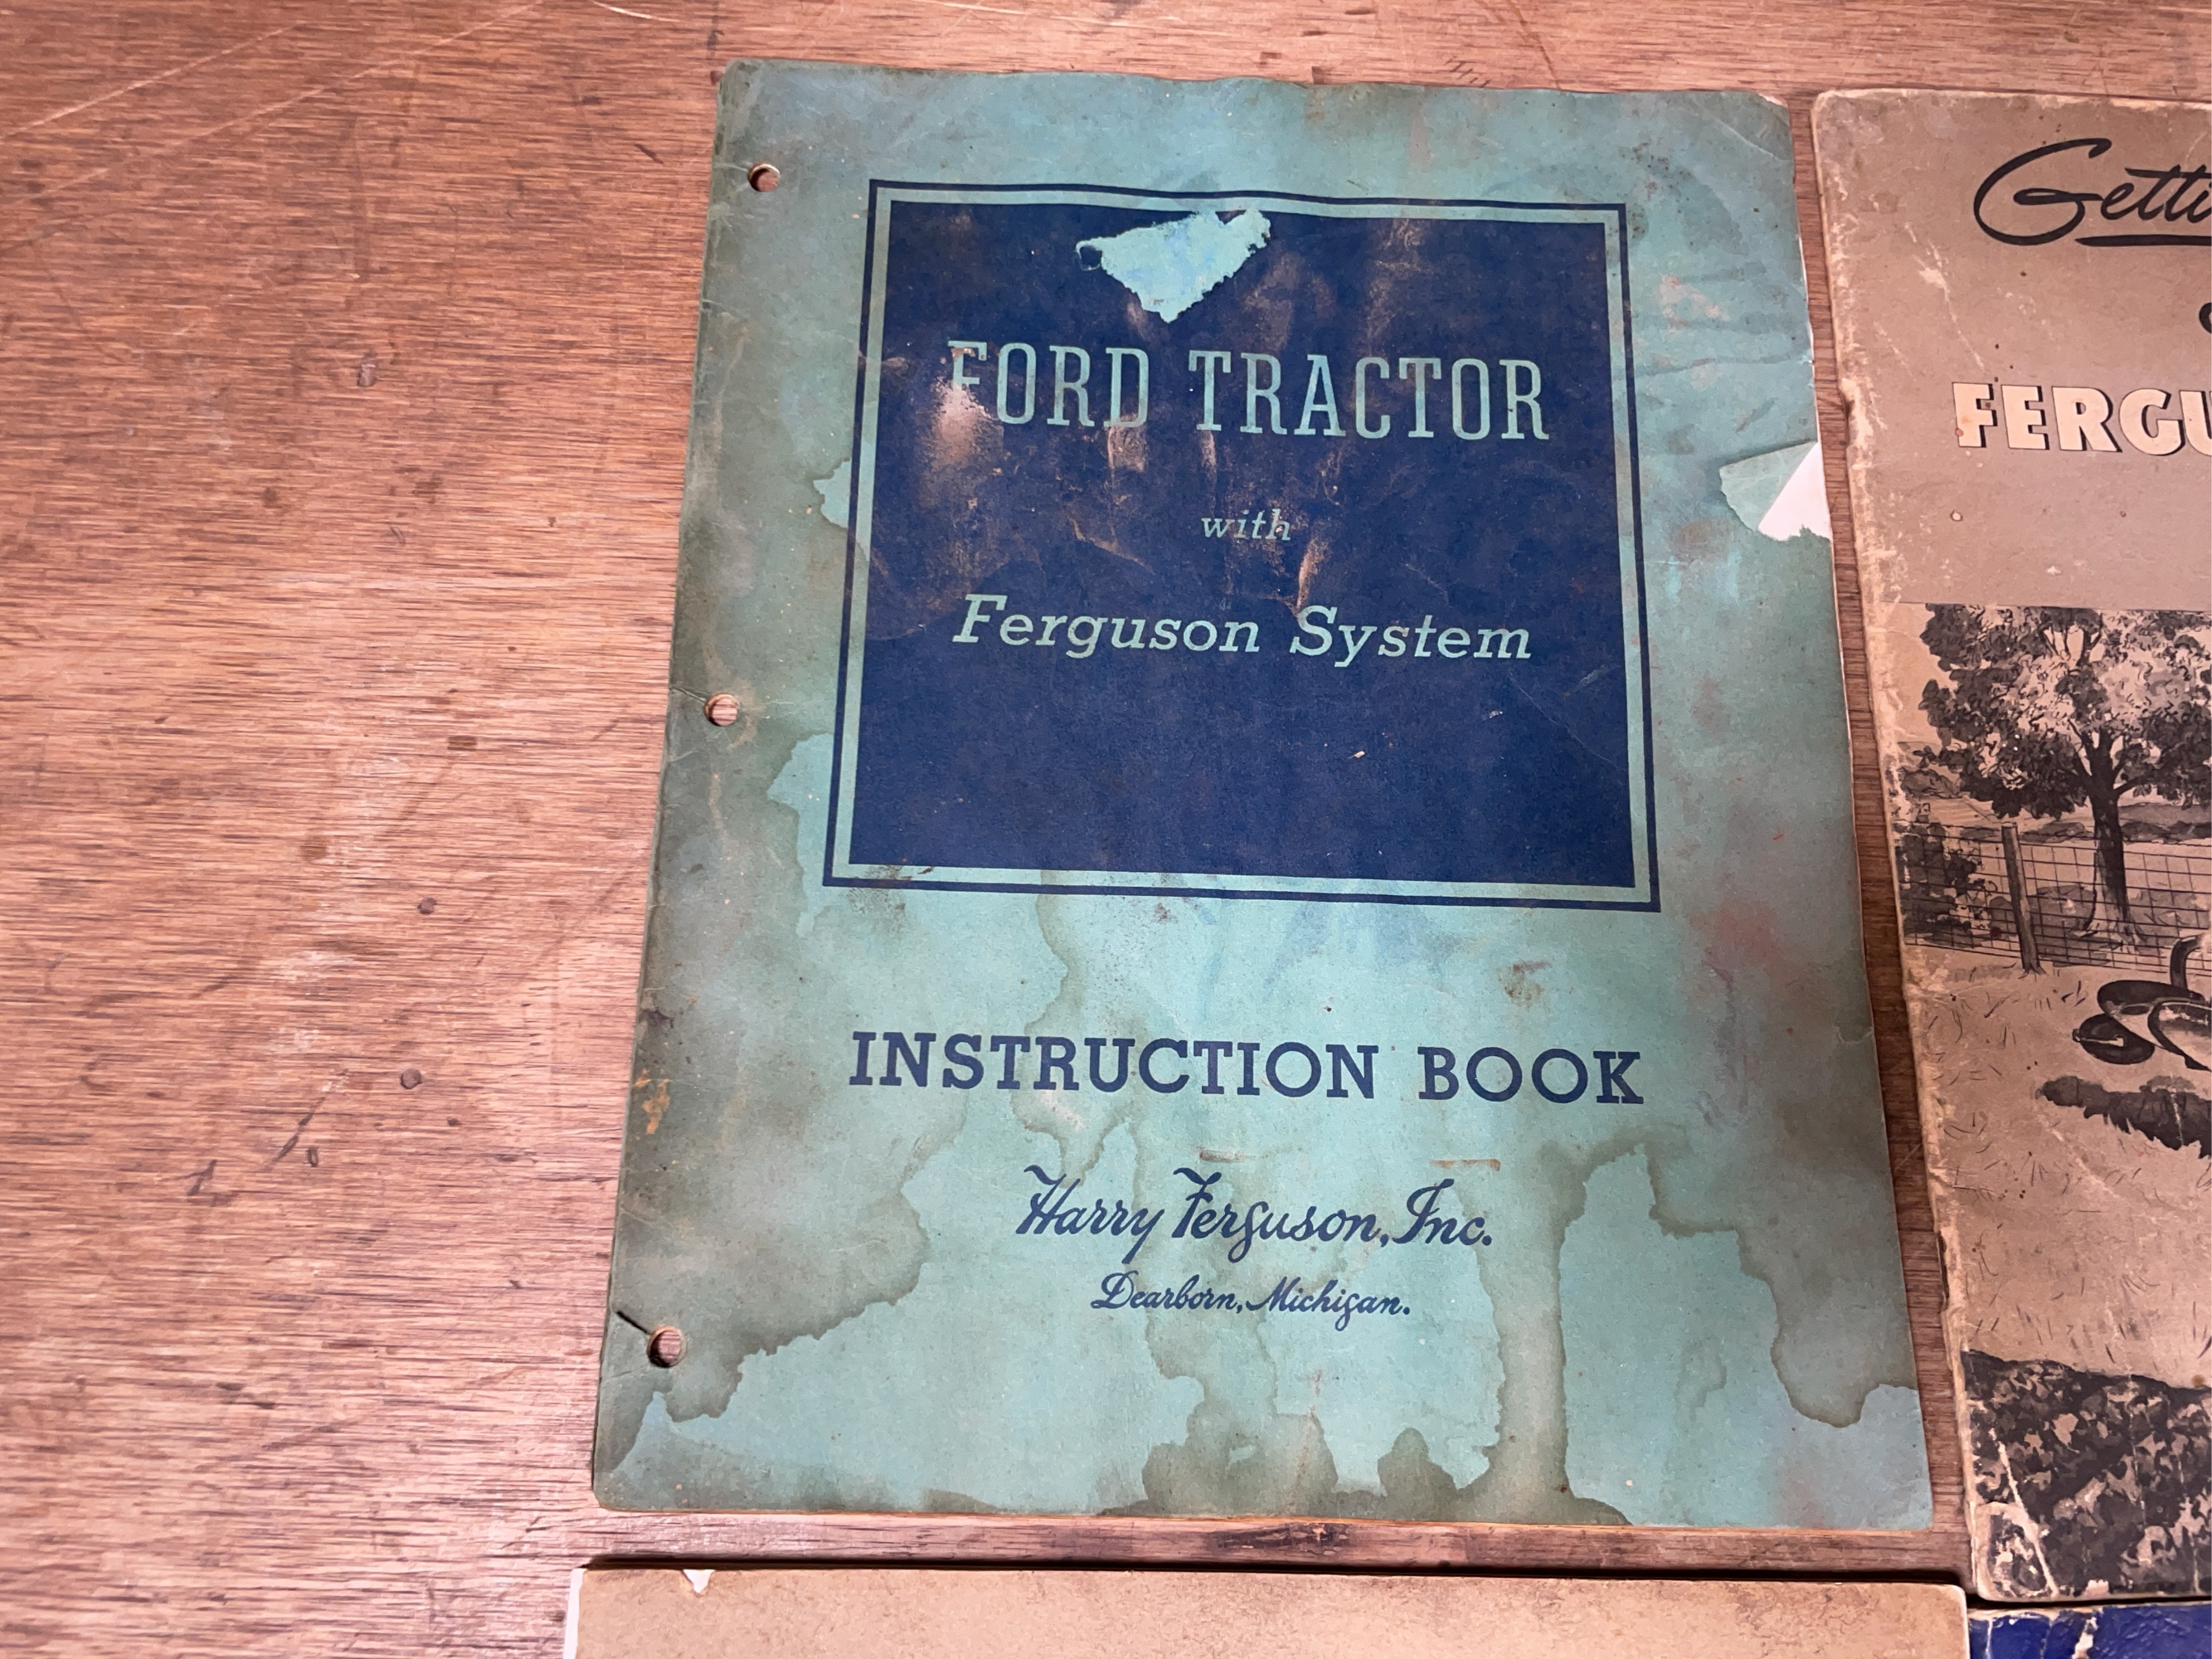 FORD TRACTOR
with
Ferguson System
INSTRUCTION BOOK
Harry Ferguson, Inc.
Dearborn, Michigan.